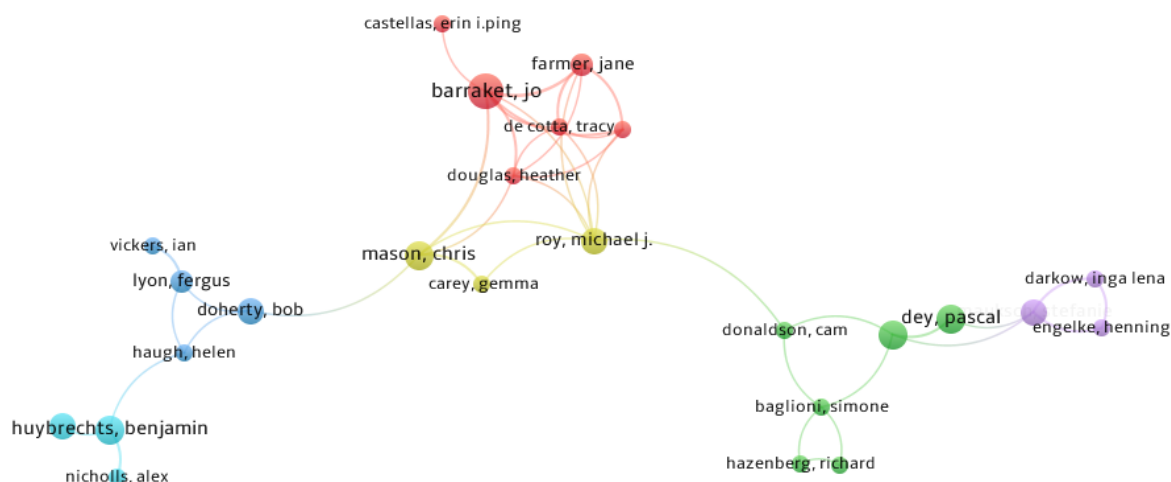 castellas, erin i.ping
farmer, jane
barraket, jo
de cotta, tracy
douglas, heather
roy, michael j.
vickers, ian
mason, chris
lyon, fergus
carey, gemma
darkow, inga lena
doherty, bob
dey, pascal
stefanie
donaldson, cam
engelke, henning
haugh, helen
baglioni, simone
huybrechts, benjamin
hazenberg, richard
nicholls, alex